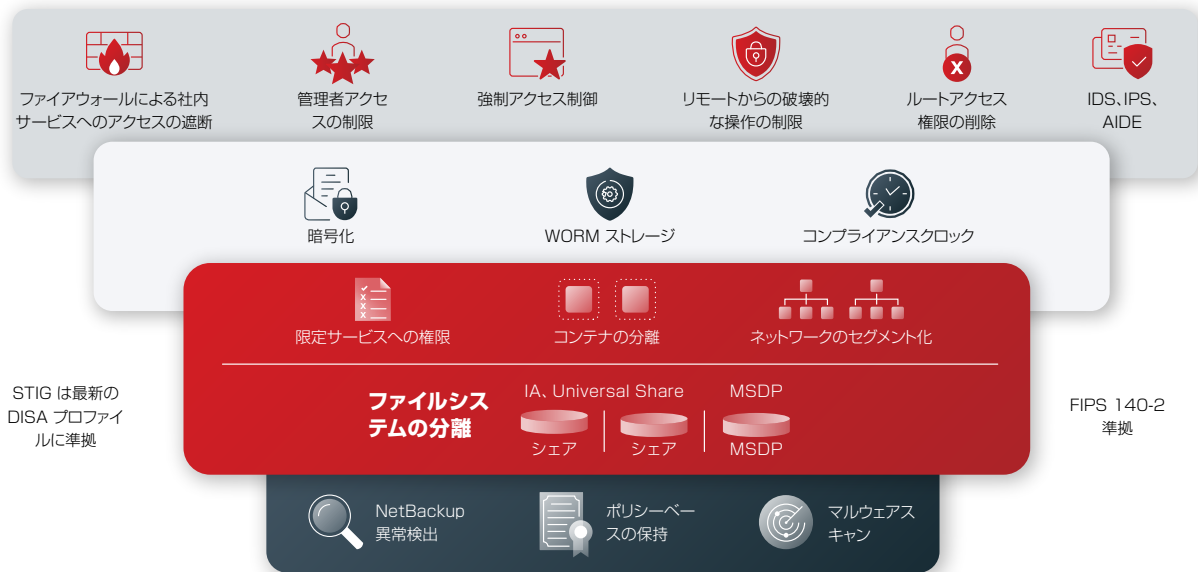 ファイアウォールによる社内
サービスへのアクセスの遮断
管理者アクセ
スの制限
強制アクセス制御
リモートからの破壊的
な操作の制限
ルートアクセス
権限の削除
X
IDS、IPS、
AIDE
暗号化
WORM ストレージ
コンプライアンスクロック
限定サービスへの権限
コンテナの分離
ネットワークのセグメント化
STIG は最新の
DISA プロファイ
ルに準拠
ファイルシス
テムの分離
IA、Universal Share
シェア
シェア
MSDP
MSDP
FIPS 140-2
準拠
NetBackup
異常検出
ポリシーベー
スの保持
マルウェアス
キャン